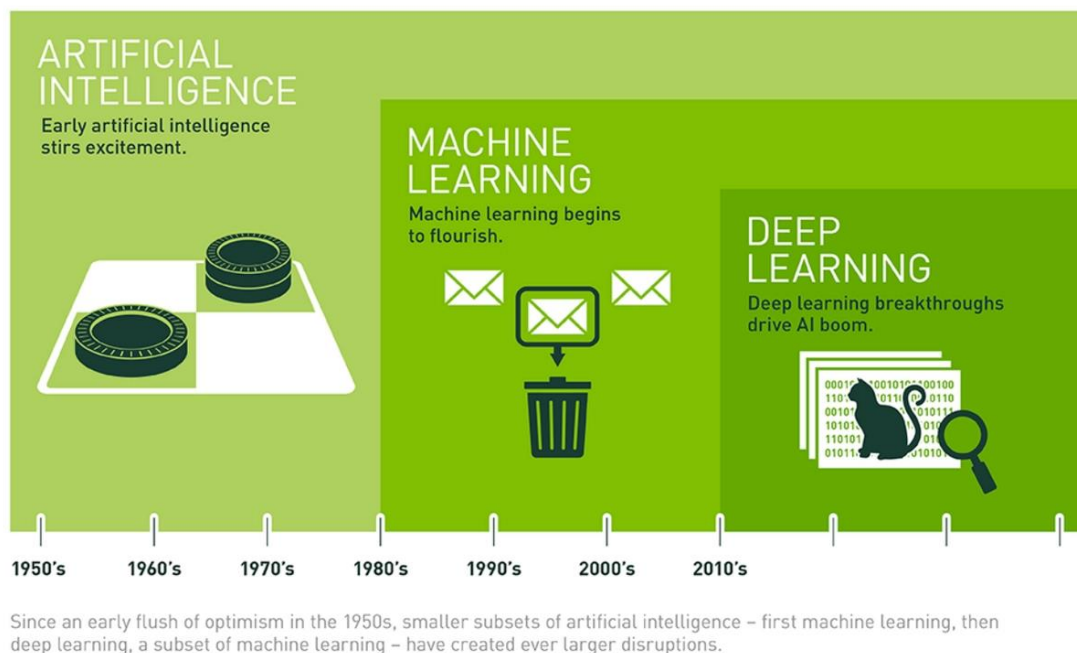 ARTIFICIAL
INTELLIGENCE
Early artificial intelligence
stirs excitement.
MACHINE
LEARNING
Machine learning begins
to flourish.
DEEP
LEARNING
Deep learning breakthroughs
drive AI boom.
1950's 1960's 1970's 1980's 1990's 2000's 2010's
Since an early flush of optimism in the 1950s, smaller subsets of artificial intelligence – first machine learning, then
deep learning, a subset of machine learning – have created ever larger disruptions.